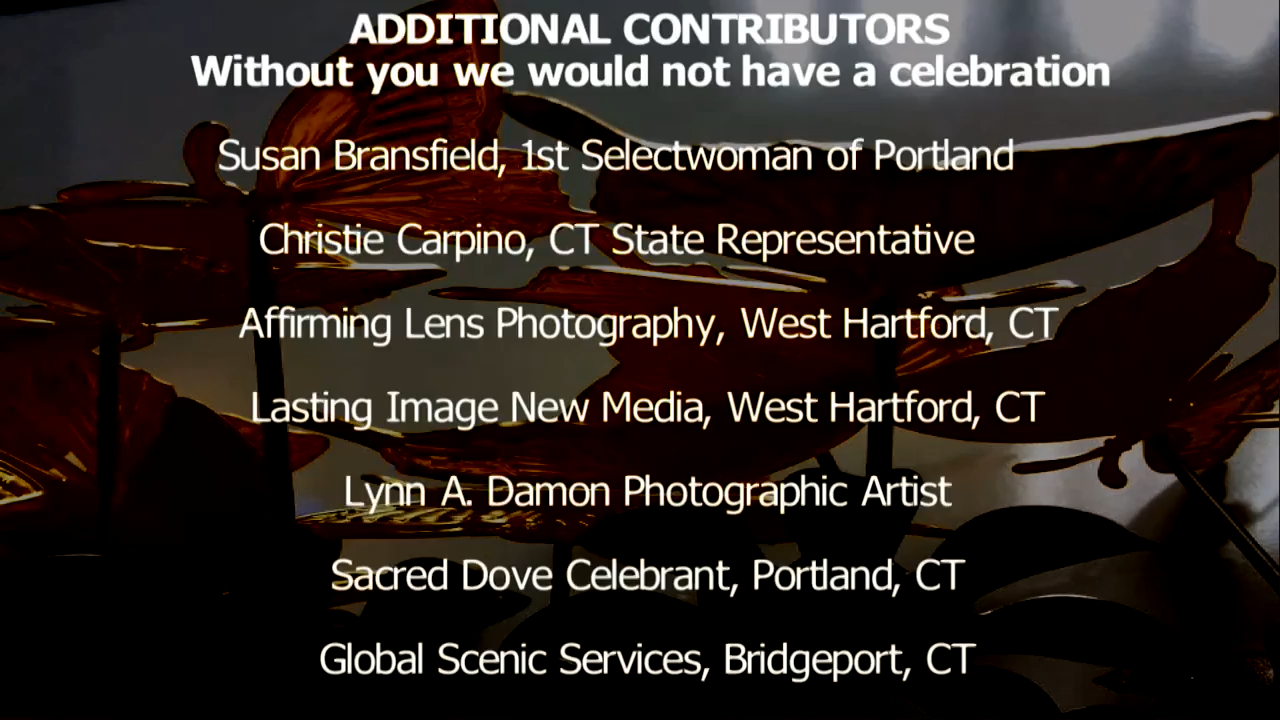 ADDITIONAL CONTRIBUTORS
Without you we would not have a celebration
Susan Bransfield, 1st Selectwoman of Portland
Christie Carpino, CT State Representative
Affirming Lens Photography, West Hartford, CT
Lasting Image New Media, West Hartford, CT
Lynn A. Damon Photographic Artist
Sacred Dove Celebrant, Portland, CT
Global Scenic Services, Bridgeport, CT